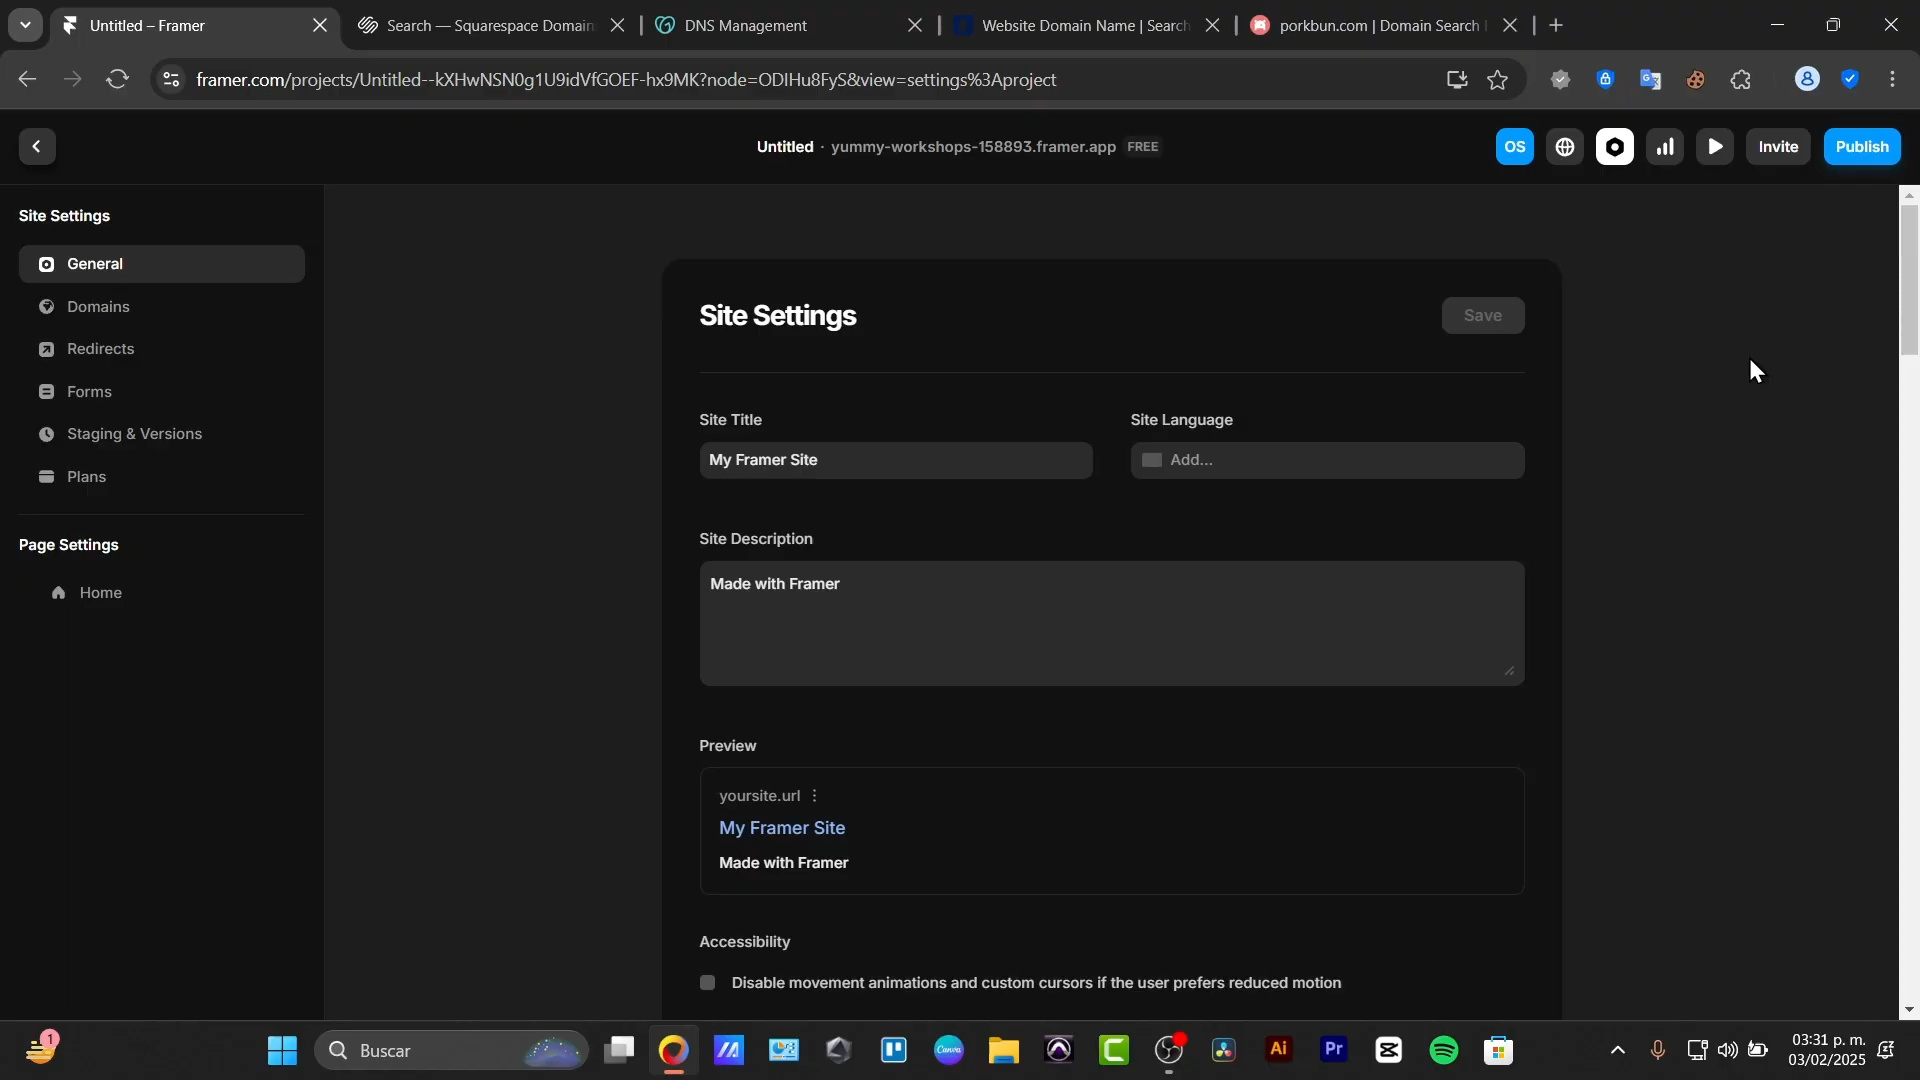 Untitled – Framer
Search — Squarespace Domain
DNS Management
Website Domain Name | Search
porkbun.com | Domain Search
framer.com/projects/Untitled--kXHwNSN0g1U9idVfGOEF-hx9MK?node=ODIHu8FyS&view=settings%3Aproject
Untitled · yummy-workshops-158893.framer.app FREE
OS
Invite
Publish
Site Settings
General
Domains
Redirects
Forms
Staging & Versions
Plans
Page Settings
Home
Site Settings
Save
Site Title
Site Language
My Framer Site
Add...
Site Description
Made with Framer
Preview
yoursite.url
My Framer Site
Made with Framer
Accessibility
Disable movement animations and custom cursors if the user prefers reduced motion
1
Buscar
Canva
Ai
Pr
03:31 p. m.
03/02/2025